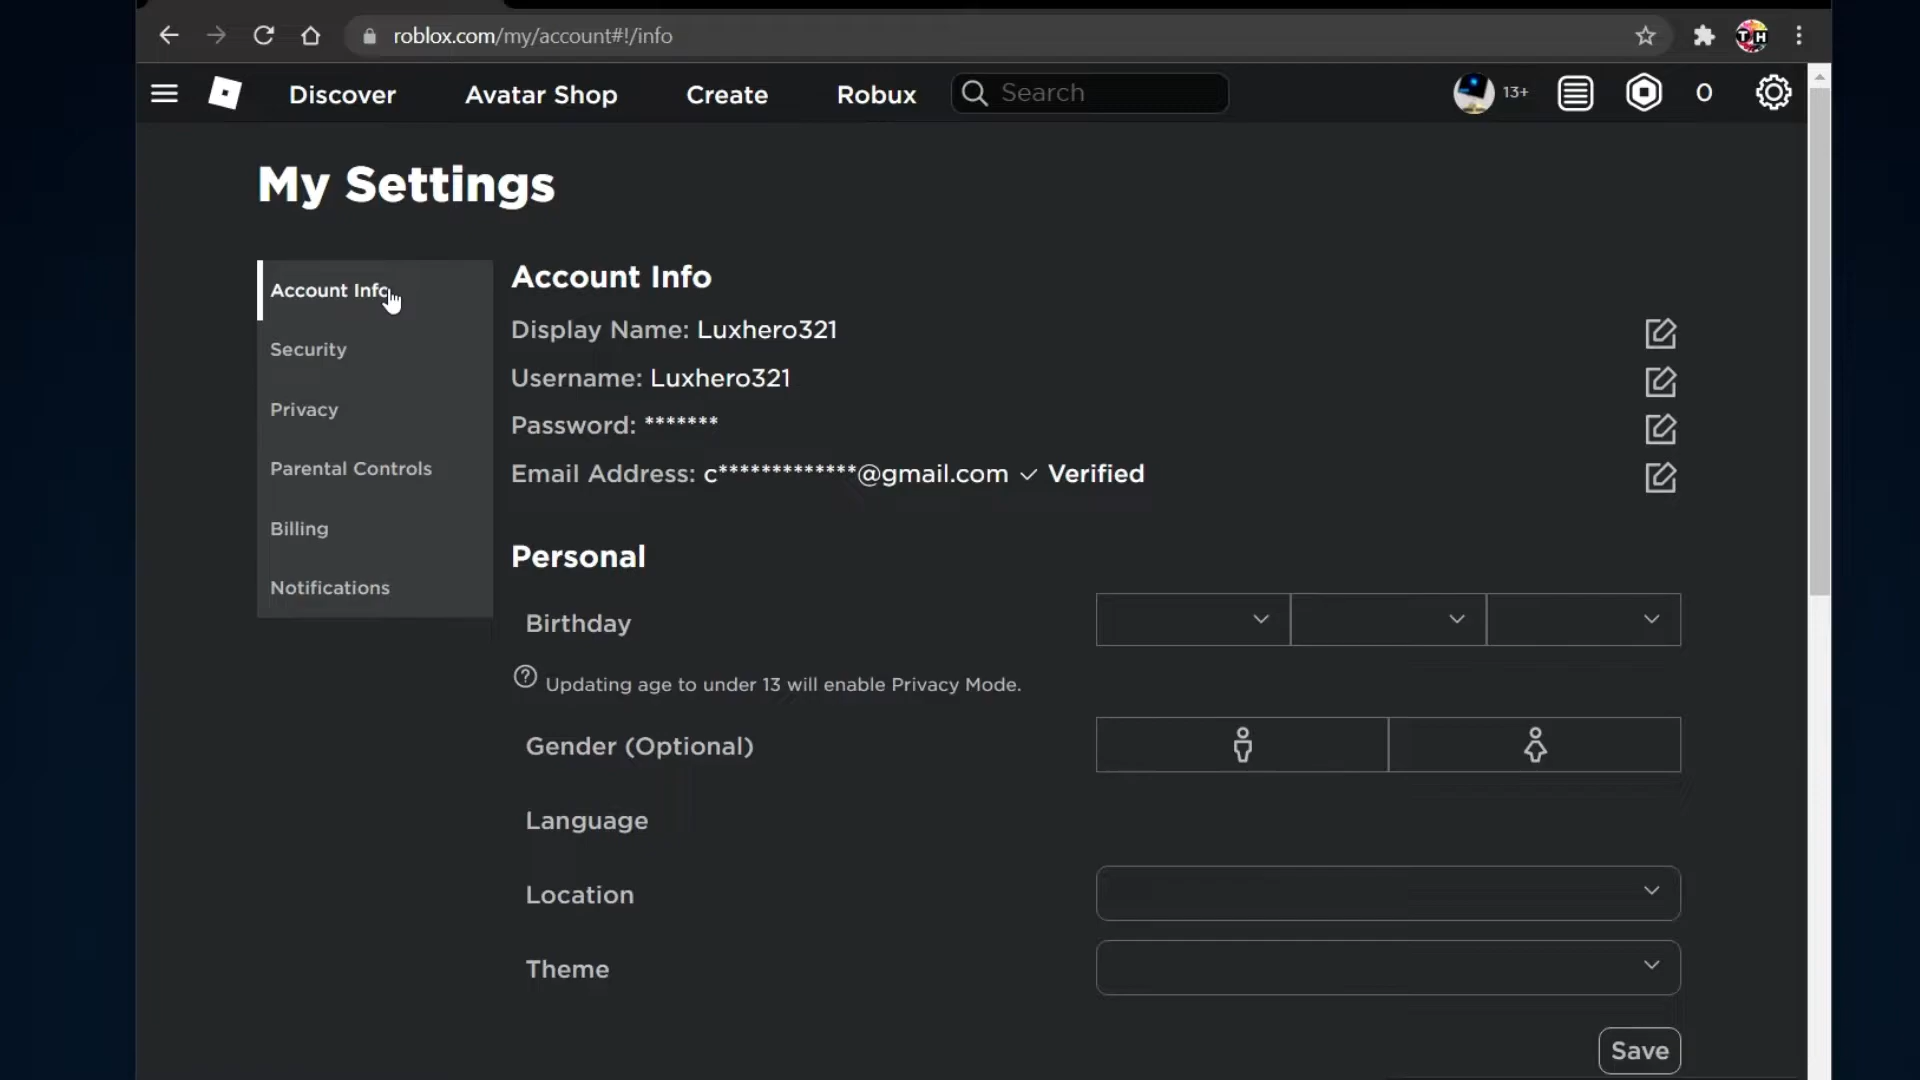 roblox.com/my/account#!/info
Discover
Avatar Shop
Create
Robux
Search
13+
0
My Settings
Account Info
Security
Privacy
Parental Controls
Billing
Notifications
Account Info
Display Name: Luxhero321
Username: Luxhero321
Password: *******
Email Address: c*************@gmail.com ✓ Verified
Personal
Birthday
Updating age to under 13 will enable Privacy Mode.
Gender (Optional)
Language
Location
Theme
Save